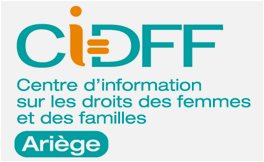 CiDFF
Centre d'information
sur les droits des femmes
et des familles
Ariège